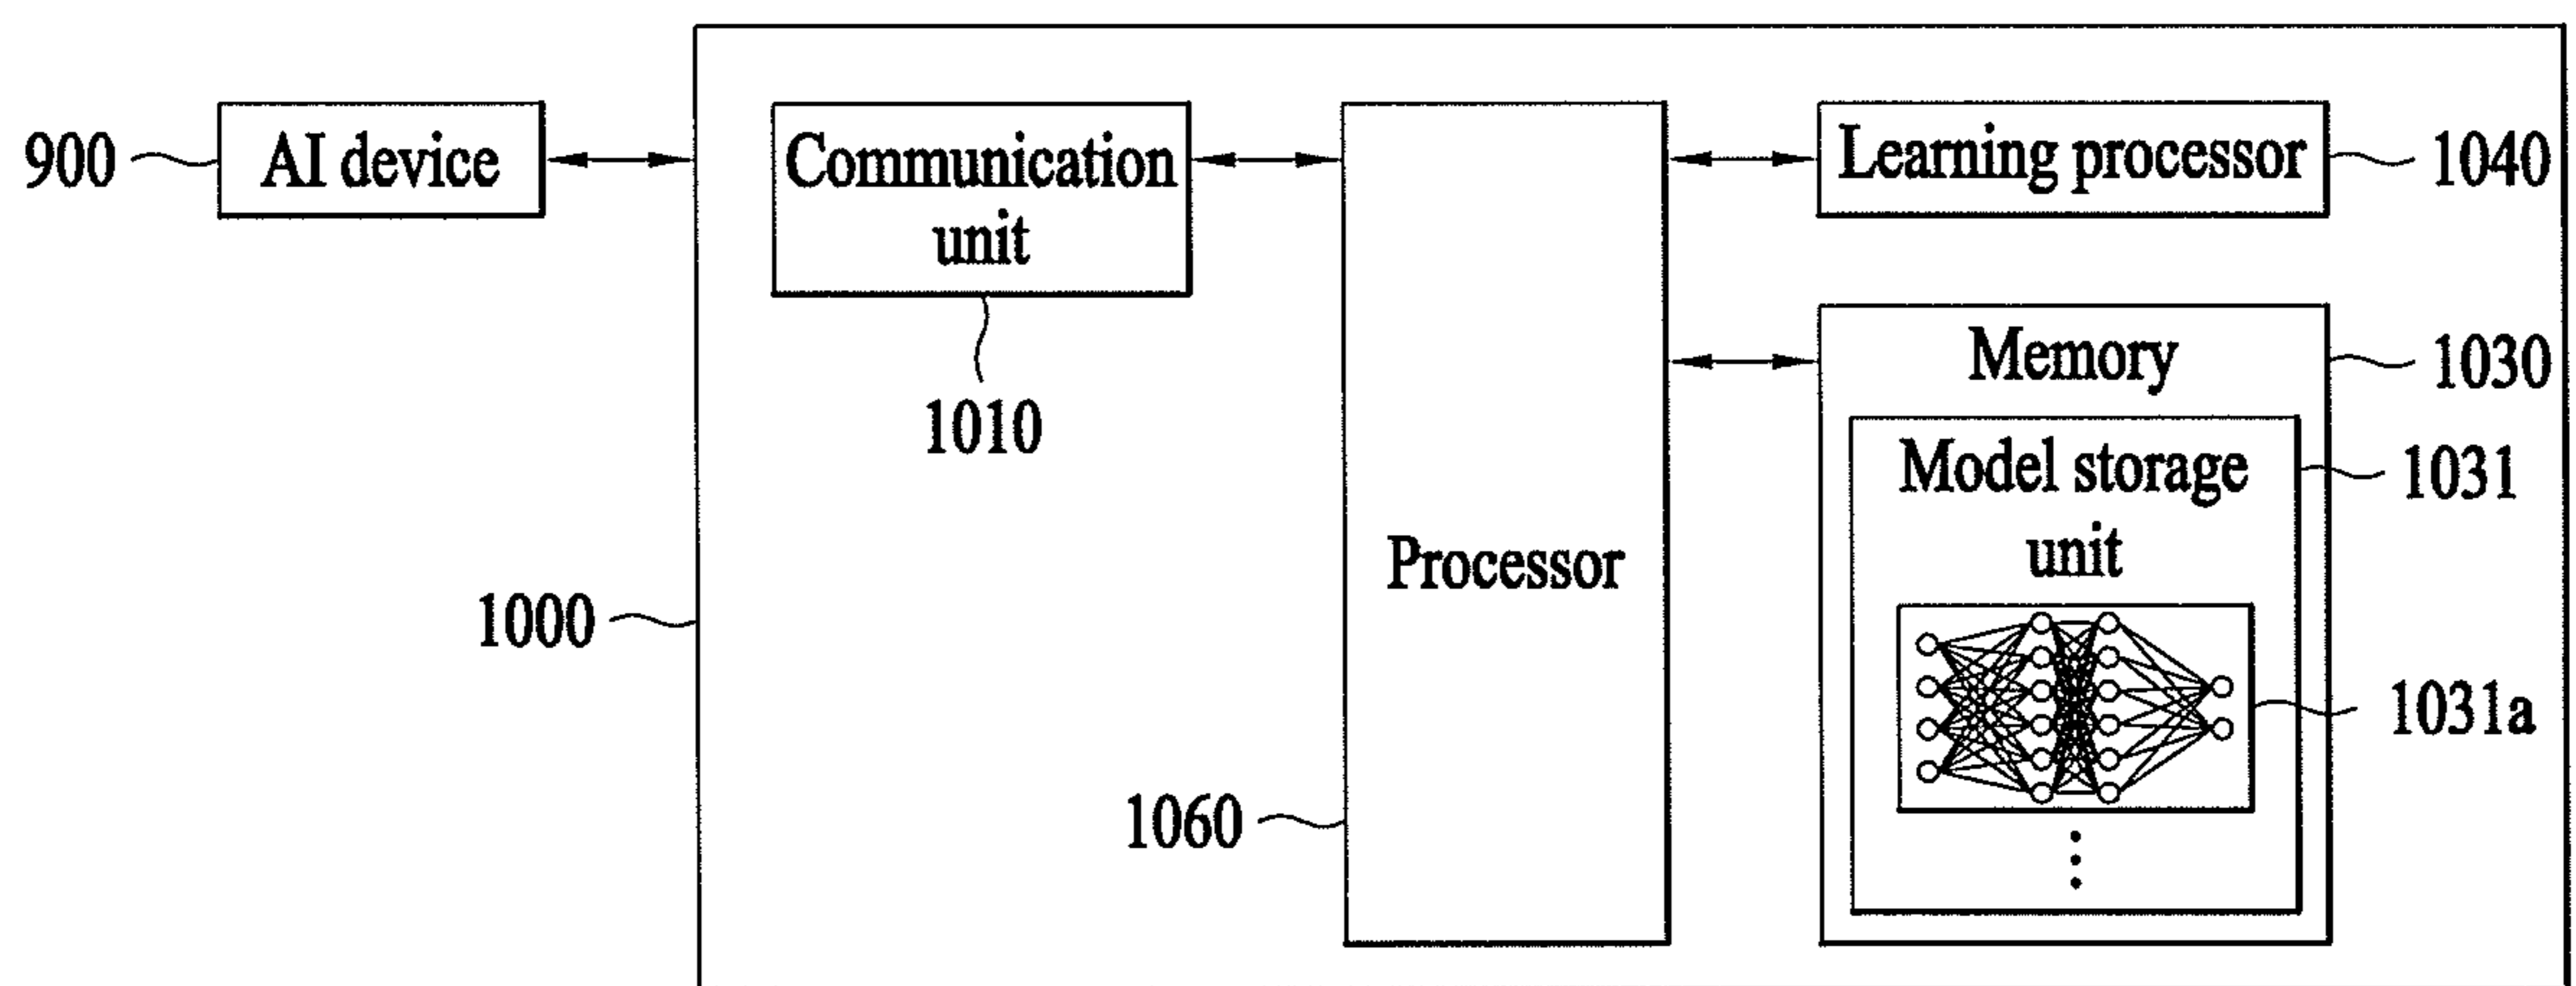 900
AI device
Communication
unit
1010
1000
Processor
1060
Learning processor
1040
Memory
1030
Model storage
unit
1031
1031a